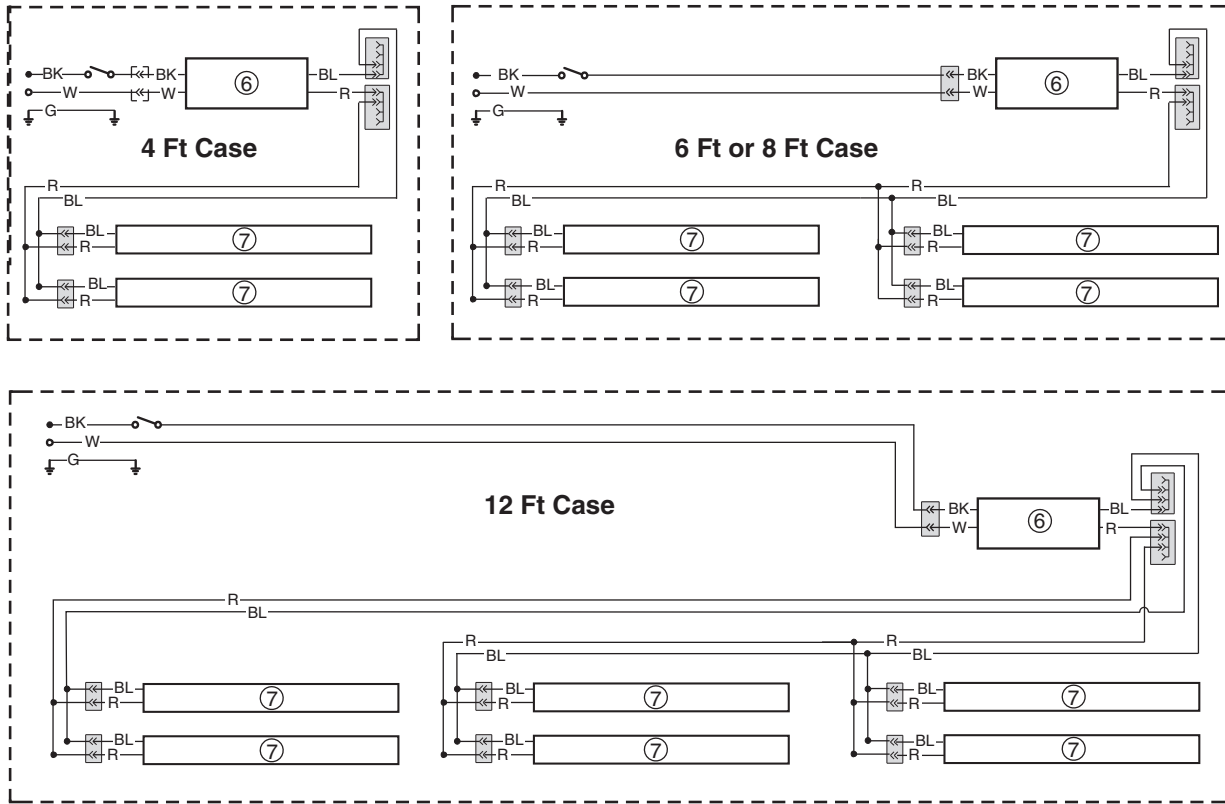 BK BK ⑥ BL
W W R
G
4 Ft Case
R
BL
BL ⑦
R
BL ⑦
R
BK BK ⑥ BL
W W R
G
6 Ft or 8 Ft Case
R R
BL BL
BL ⑦ BL ⑦
R R
BL ⑦ BL ⑦
R R
BK
W
G
12 Ft Case
BK ⑥ BL
W R
R
BL
R R
BL BL
BL ⑦ BL ⑦ BL ⑦
R R R
BL ⑦ BL ⑦ BL ⑦
R R R